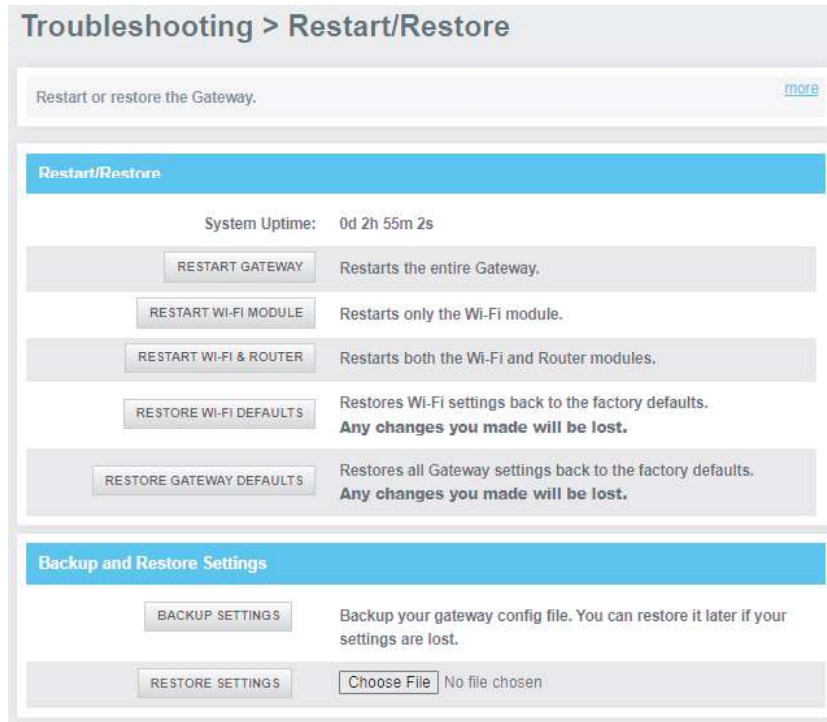 Troubleshooting > Restart/Restore
Restart or restore the Gateway.
more
Restart/Restore
System Uptime: 0d 2h 55m 2s
RESTART GATEWAY Restarts the entire Gateway.
RESTART WI-FI MODULE Restarts only the Wi-Fi module.
RESTART WI-FI & ROUTER Restarts both the Wi-Fi and Router modules.
RESTORE WI-FI DEFAULTS Restores Wi-Fi settings back to the factory defaults.
Any changes you made will be lost.
RESTORE GATEWAY DEFAULTS Restores all Gateway settings back to the factory defaults.
Any changes you made will be lost.
Backup and Restore Settings
BACKUP SETTINGS Backup your gateway config file. You can restore it later if your
settings are lost.
RESTORE SETTINGS Choose File No file chosen